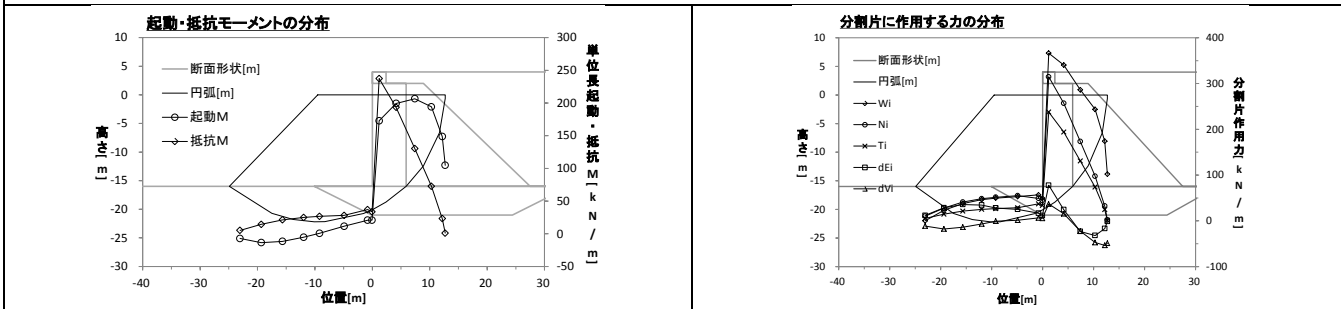 起動・抵抗モーメントの分布
10
5
0
-5
-10
-15
-20
-25
-30
高さ[m]
断面形状[m]
円弧[m]
起動M
抵抗M
300
250
200
150
100
50
0
-50
単位長起動・抵抗M[kN/m]
-40 -30 -20 -10 0 10 20 30
位置[m]
分割片に作用する力の分布
10
5
0
-5
-10
-15
-20
-25
-30
高さ[m]
断面形状[m]
円弧[m]
Wi
Ni
Ti
dEi
dVi
400
300
200
100
0
-100
分割片作用力[kN/m]
-40 -30 -20 -10 0 10 20 30
位置[m]